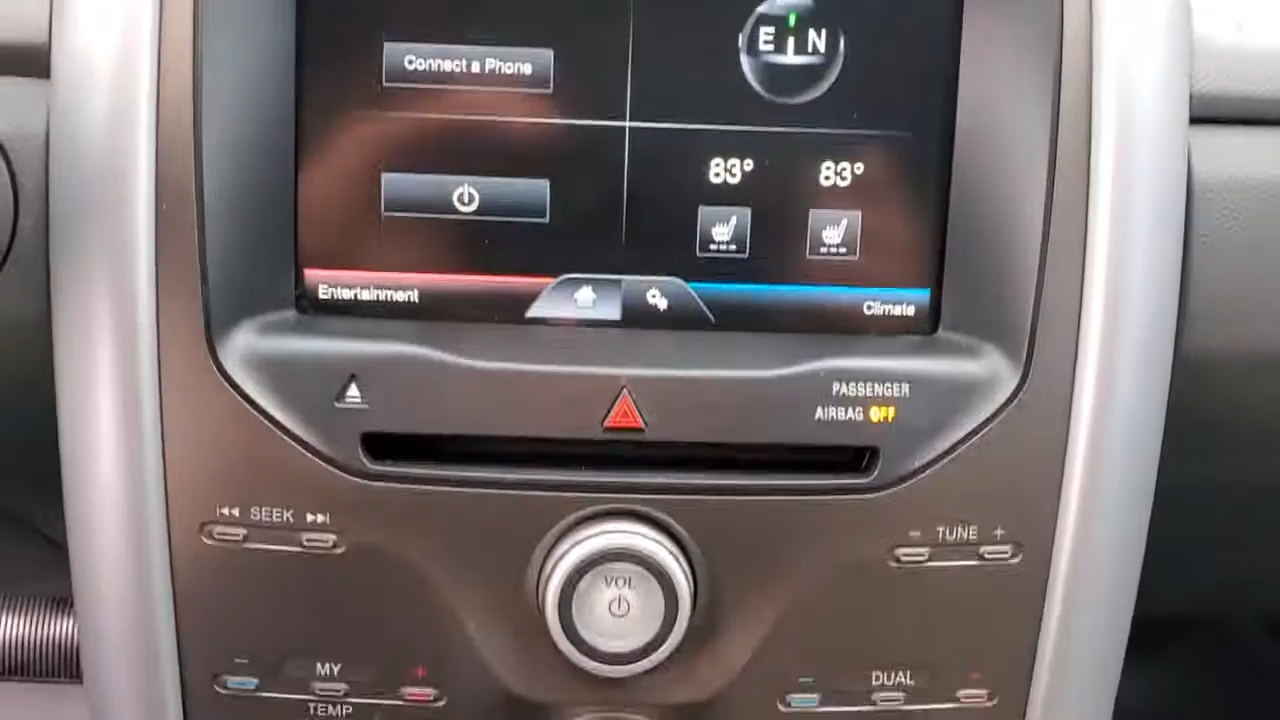 Connect a Phone
E N
83° 83°
Entertainment
Climate
PASSENGER
AIRBAG OFF
SEEK
TUNE
VOL
MY
TEMP
DUAL